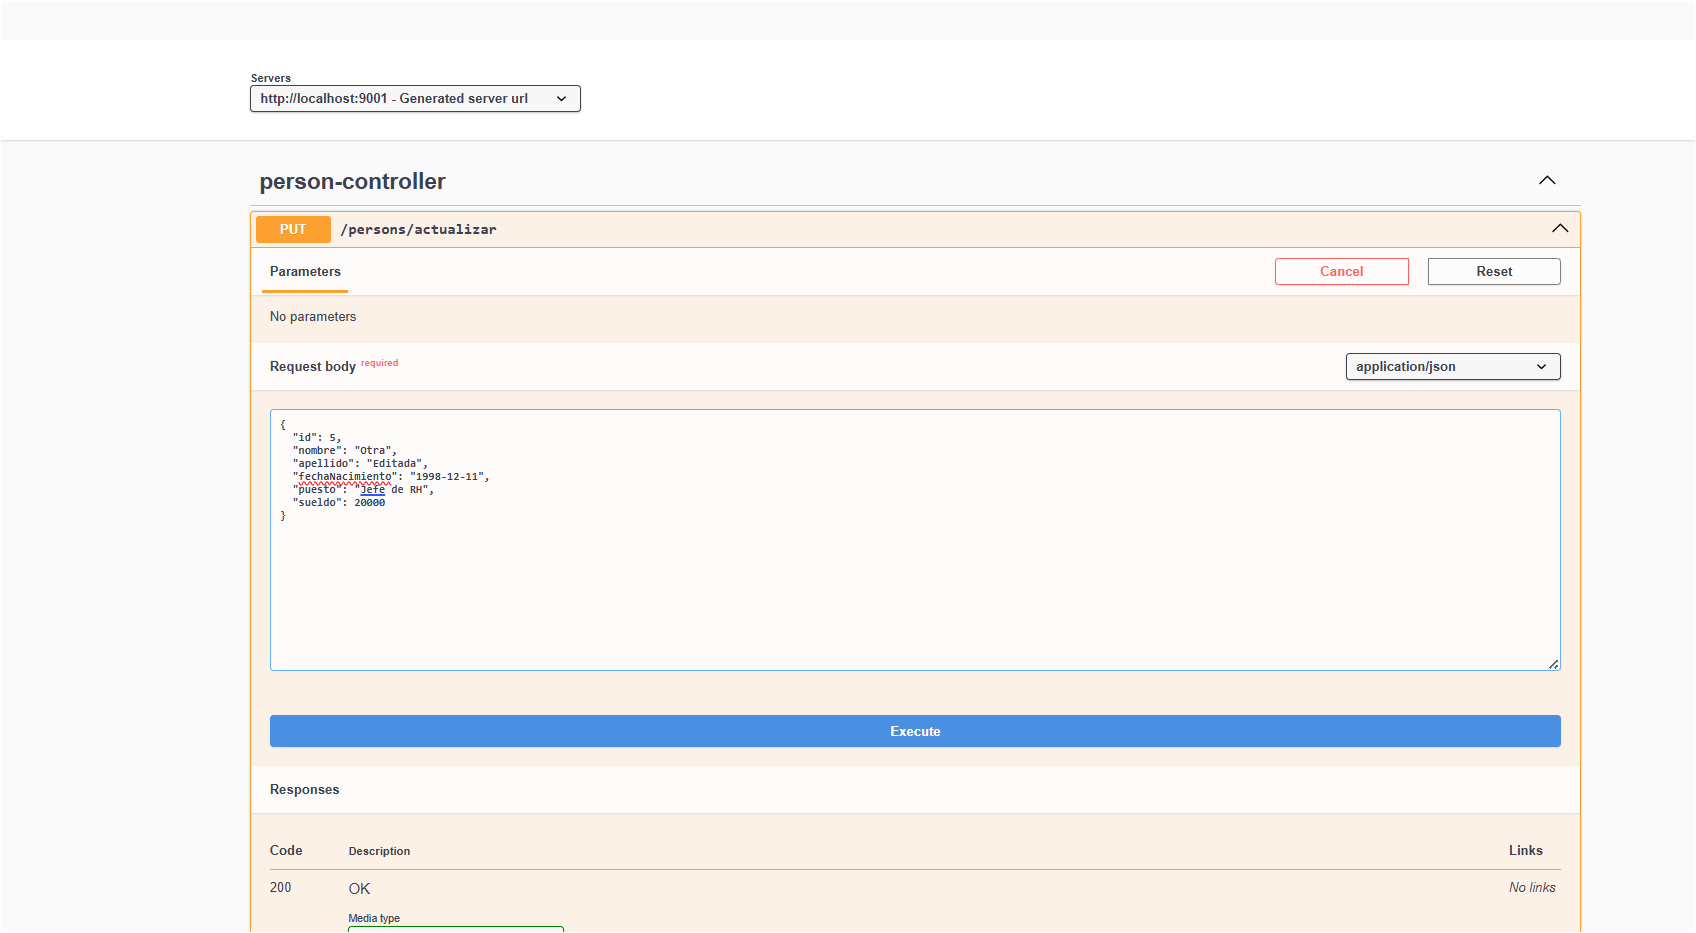 Servers
http://localhost:9001 - Generated server url
person-controller
PUT /persons/actualizar
Parameters
Cancel
Reset
No parameters
Request body required
application/json
{
  "id": 5,
  "nombre": "Otra",
  "apellido": "Editada",
  "fechaNacimiento": "1998-12-11",
  "puesto": "Jefe de RH",
  "sueldo": 20000
}
Execute
Responses
Code Description Links
200 OK No links
Media type